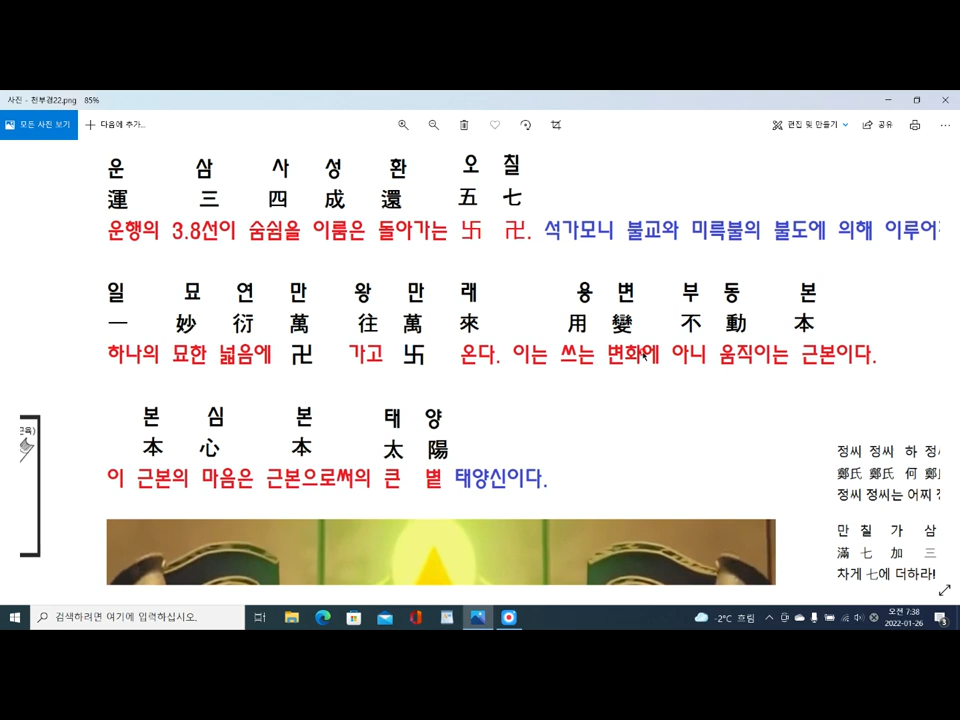 사진 - 천부경22.png 85%
모든 사진 보기 다음에 추가... 편집 및 만들기 공유
운 삼 사 성 환 오 칠
運 三 四 成 還 五 七
운행의 3.8선이 숨쉼을 이룸은 돌아가는 卐 卍. 석가모니 불교와 미륵불의 불도에 의해 이루어
일 묘 연 만 왕 만 래 용 변 부 동 본
一 妙 衍 萬 往 萬 來 用 變 不 動 本
하나의 묘한 넓음에 卍 가고 卐 온다. 이는 쓰는 변화에 아니 움직이는 근본이다.
본 심 본 태 양
本 心 本 太 陽
이 근본의 마음은 근본으로써의 큰 볕 태양신이다.
정씨 정씨 하
鄭氏 鄭氏 何 鄭
정씨 정씨는 어찌
만 칠 가 삼
滿 七 加 三
차게 七에 더하라!
검색하려면 여기에 입력하십시오.
-2°C 흐림
오전 7:38
2022-01-26
3